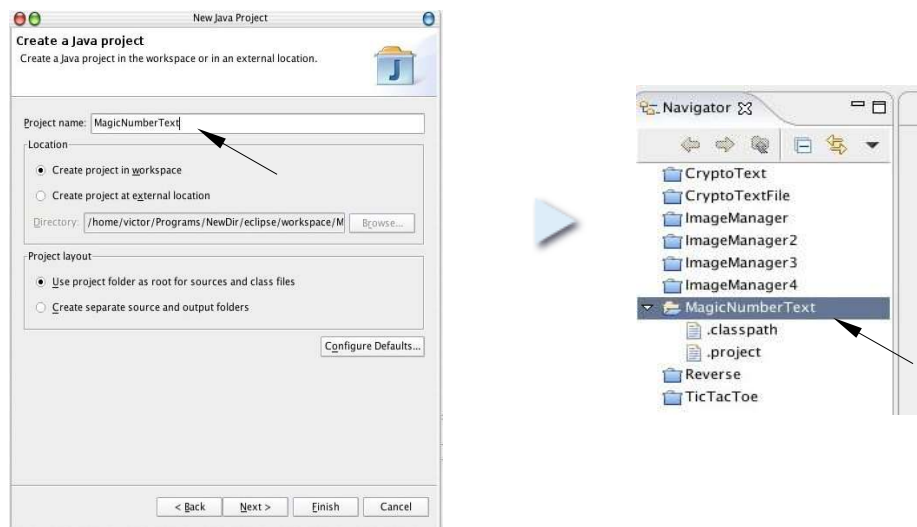 New Java Project
Create a Java project
Create a Java project in the workspace or in an external location.
J
Project name: MagicNumberText
Location
Create project in workspace
Create project at external location
Directory: /home/victor/Programs/NewDir/eclipse/workspace/M Browse...
Project layout
Use project folder as root for sources and class files
Create separate source and output folders
Configure Defaults...
< Back Next > Finish Cancel
Navigator
CryptoText
CryptoTextFile
ImageManager
ImageManager2
ImageManager3
ImageManager4
MagicNumberText
.classpath
.project
Reverse
TicTacToe